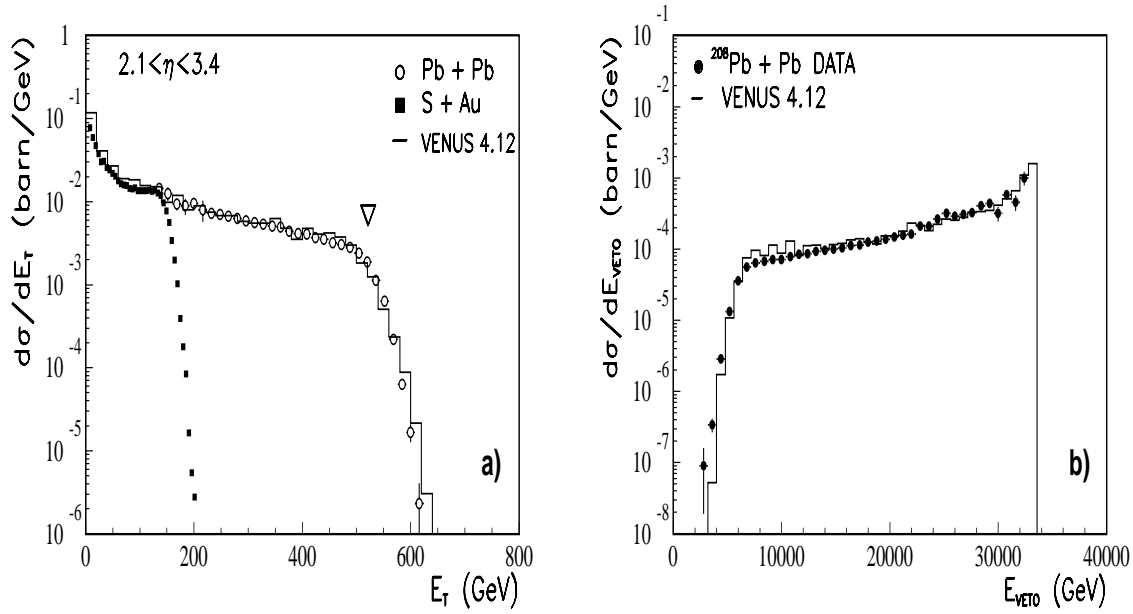 1
10⁻¹
10⁻²
10⁻³
10⁻⁴
10⁻⁵
10⁻⁶
dσ/dE_T (barn/GeV)
2.1<η<3.4
Pb + Pb
S + Au
VENUS 4.12
a)
0 200 400 600 800
E_T (GeV)
10⁻¹
10⁻²
10⁻³
10⁻⁴
10⁻⁵
10⁻⁶
10⁻⁷
10⁻⁸
dσ/dE_VETO (barn/GeV)
²⁰⁸Pb + Pb DATA
VENUS 4.12
b)
0 10000 20000 30000 40000
E_VETO (GeV)